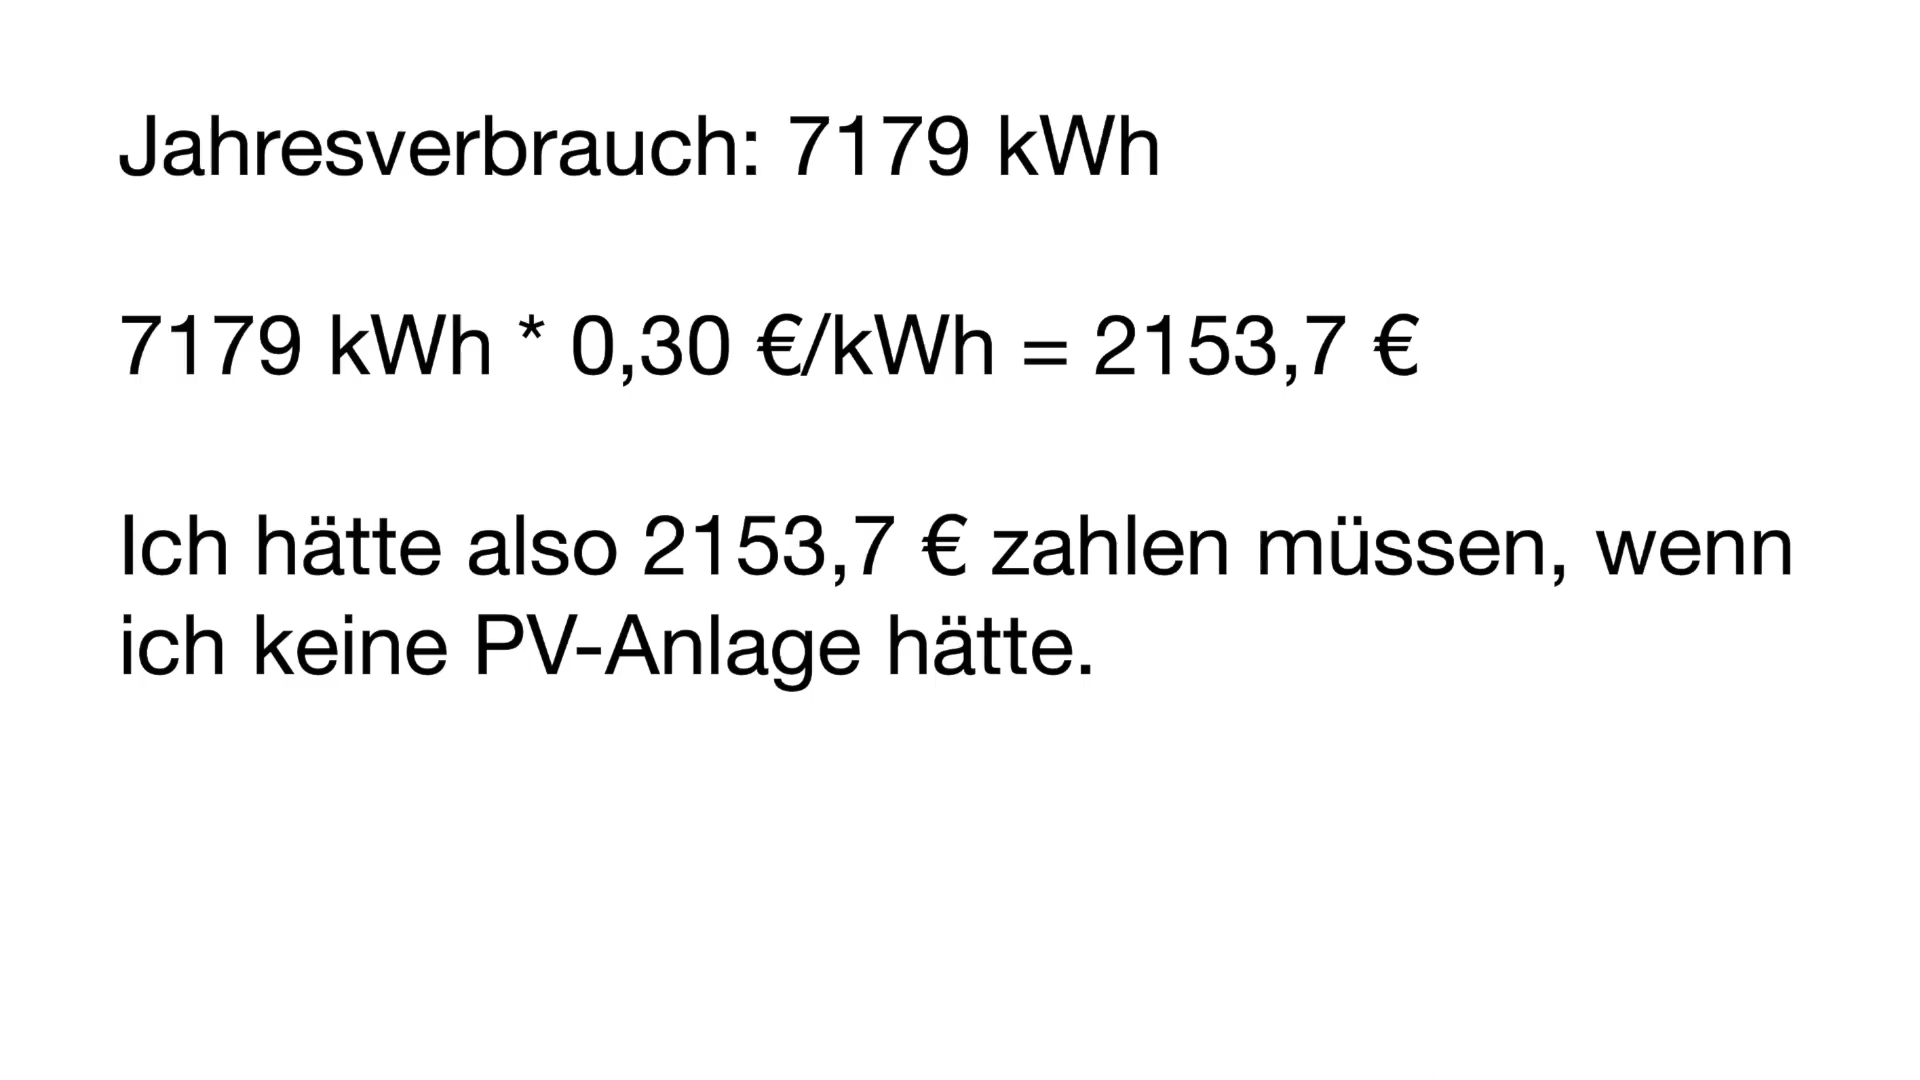 Jahresverbrauch: 7179 kWh
7179 kWh * 0,30 €/kWh = 2153,7 €
Ich hätte also 2153,7 € zahlen müssen, wenn
ich keine PV-Anlage hätte.